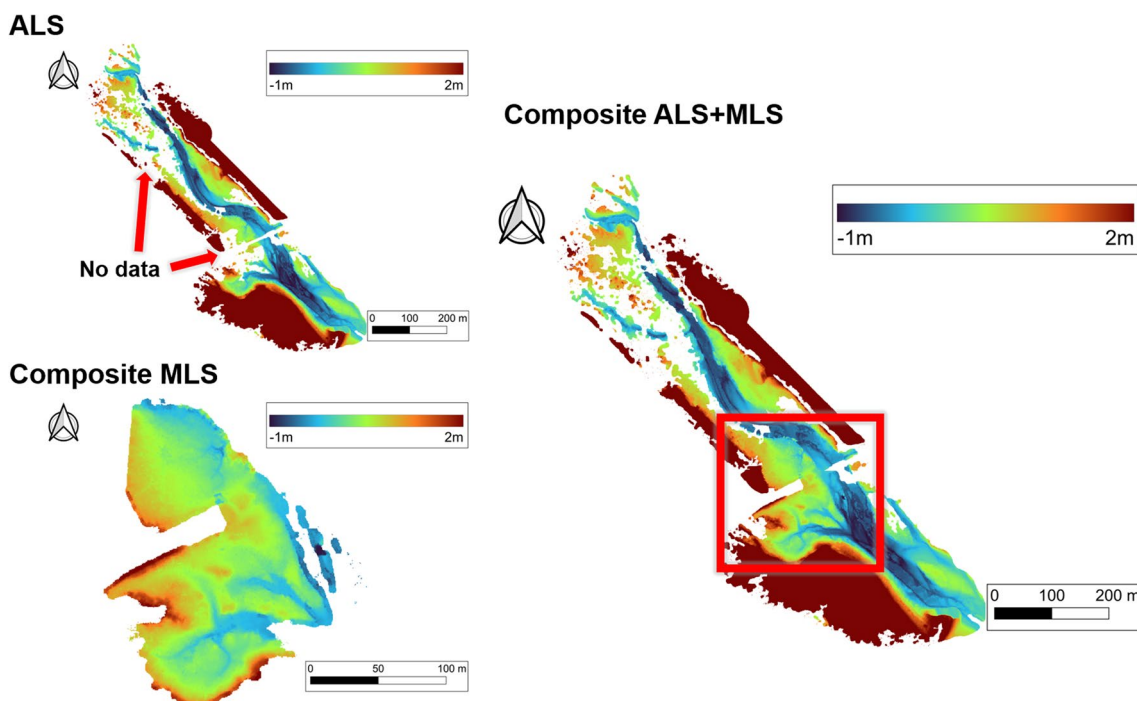 ALS
-1m 2m
No data
0 100 200 m
Composite MLS
-1m 2m
0 50 100 m
Composite ALS+MLS
-1m 2m
0 100 200 m